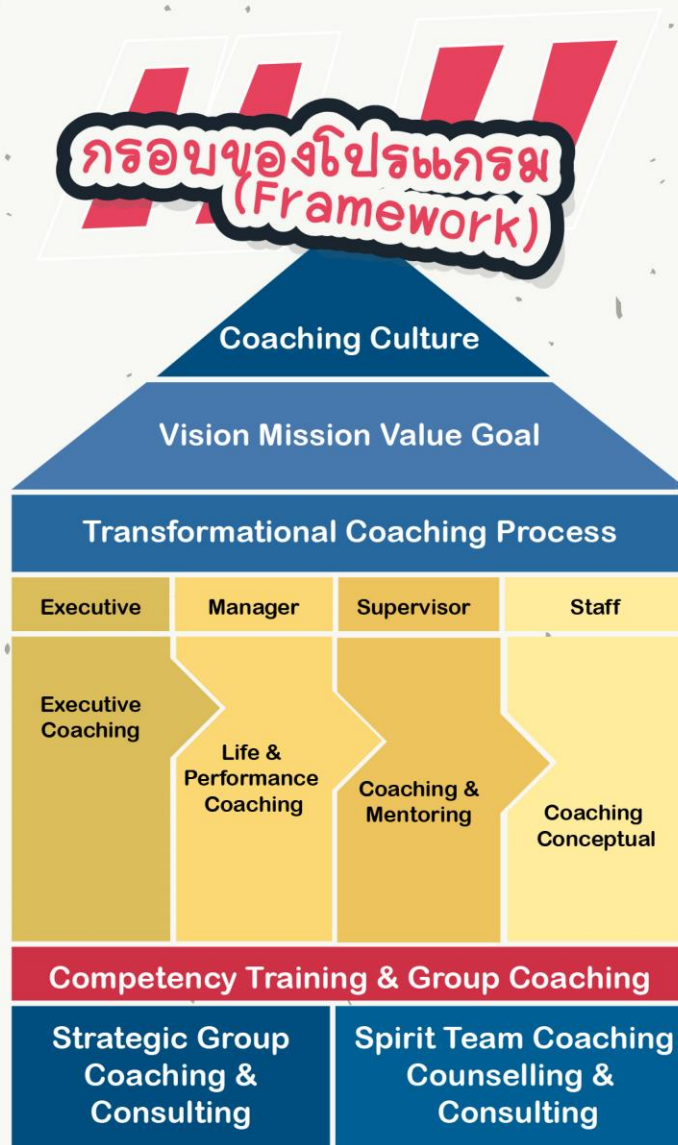 กรอบของโปรแกรม
(Framework)
Coaching Culture
Vision Mission Value Goal
Transformational Coaching Process
Executive
Manager
Supervisor
Staff
Executive
Coaching
Life &
Performance
Coaching
Coaching &
Mentoring
Coaching
Conceptual
Competency Training & Group Coaching
Strategic Group
Coaching &
Consulting
Spirit Team Coaching
Counselling &
Consulting